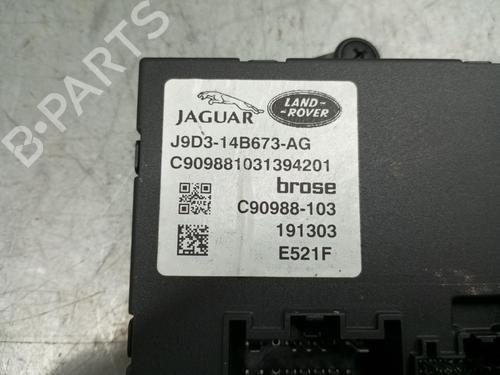 B-PARTS
JAGUAR
LAND-
ROVER
J9D3-14B673-AG
C909881031394201
brose
C90988-103
191303
E521F